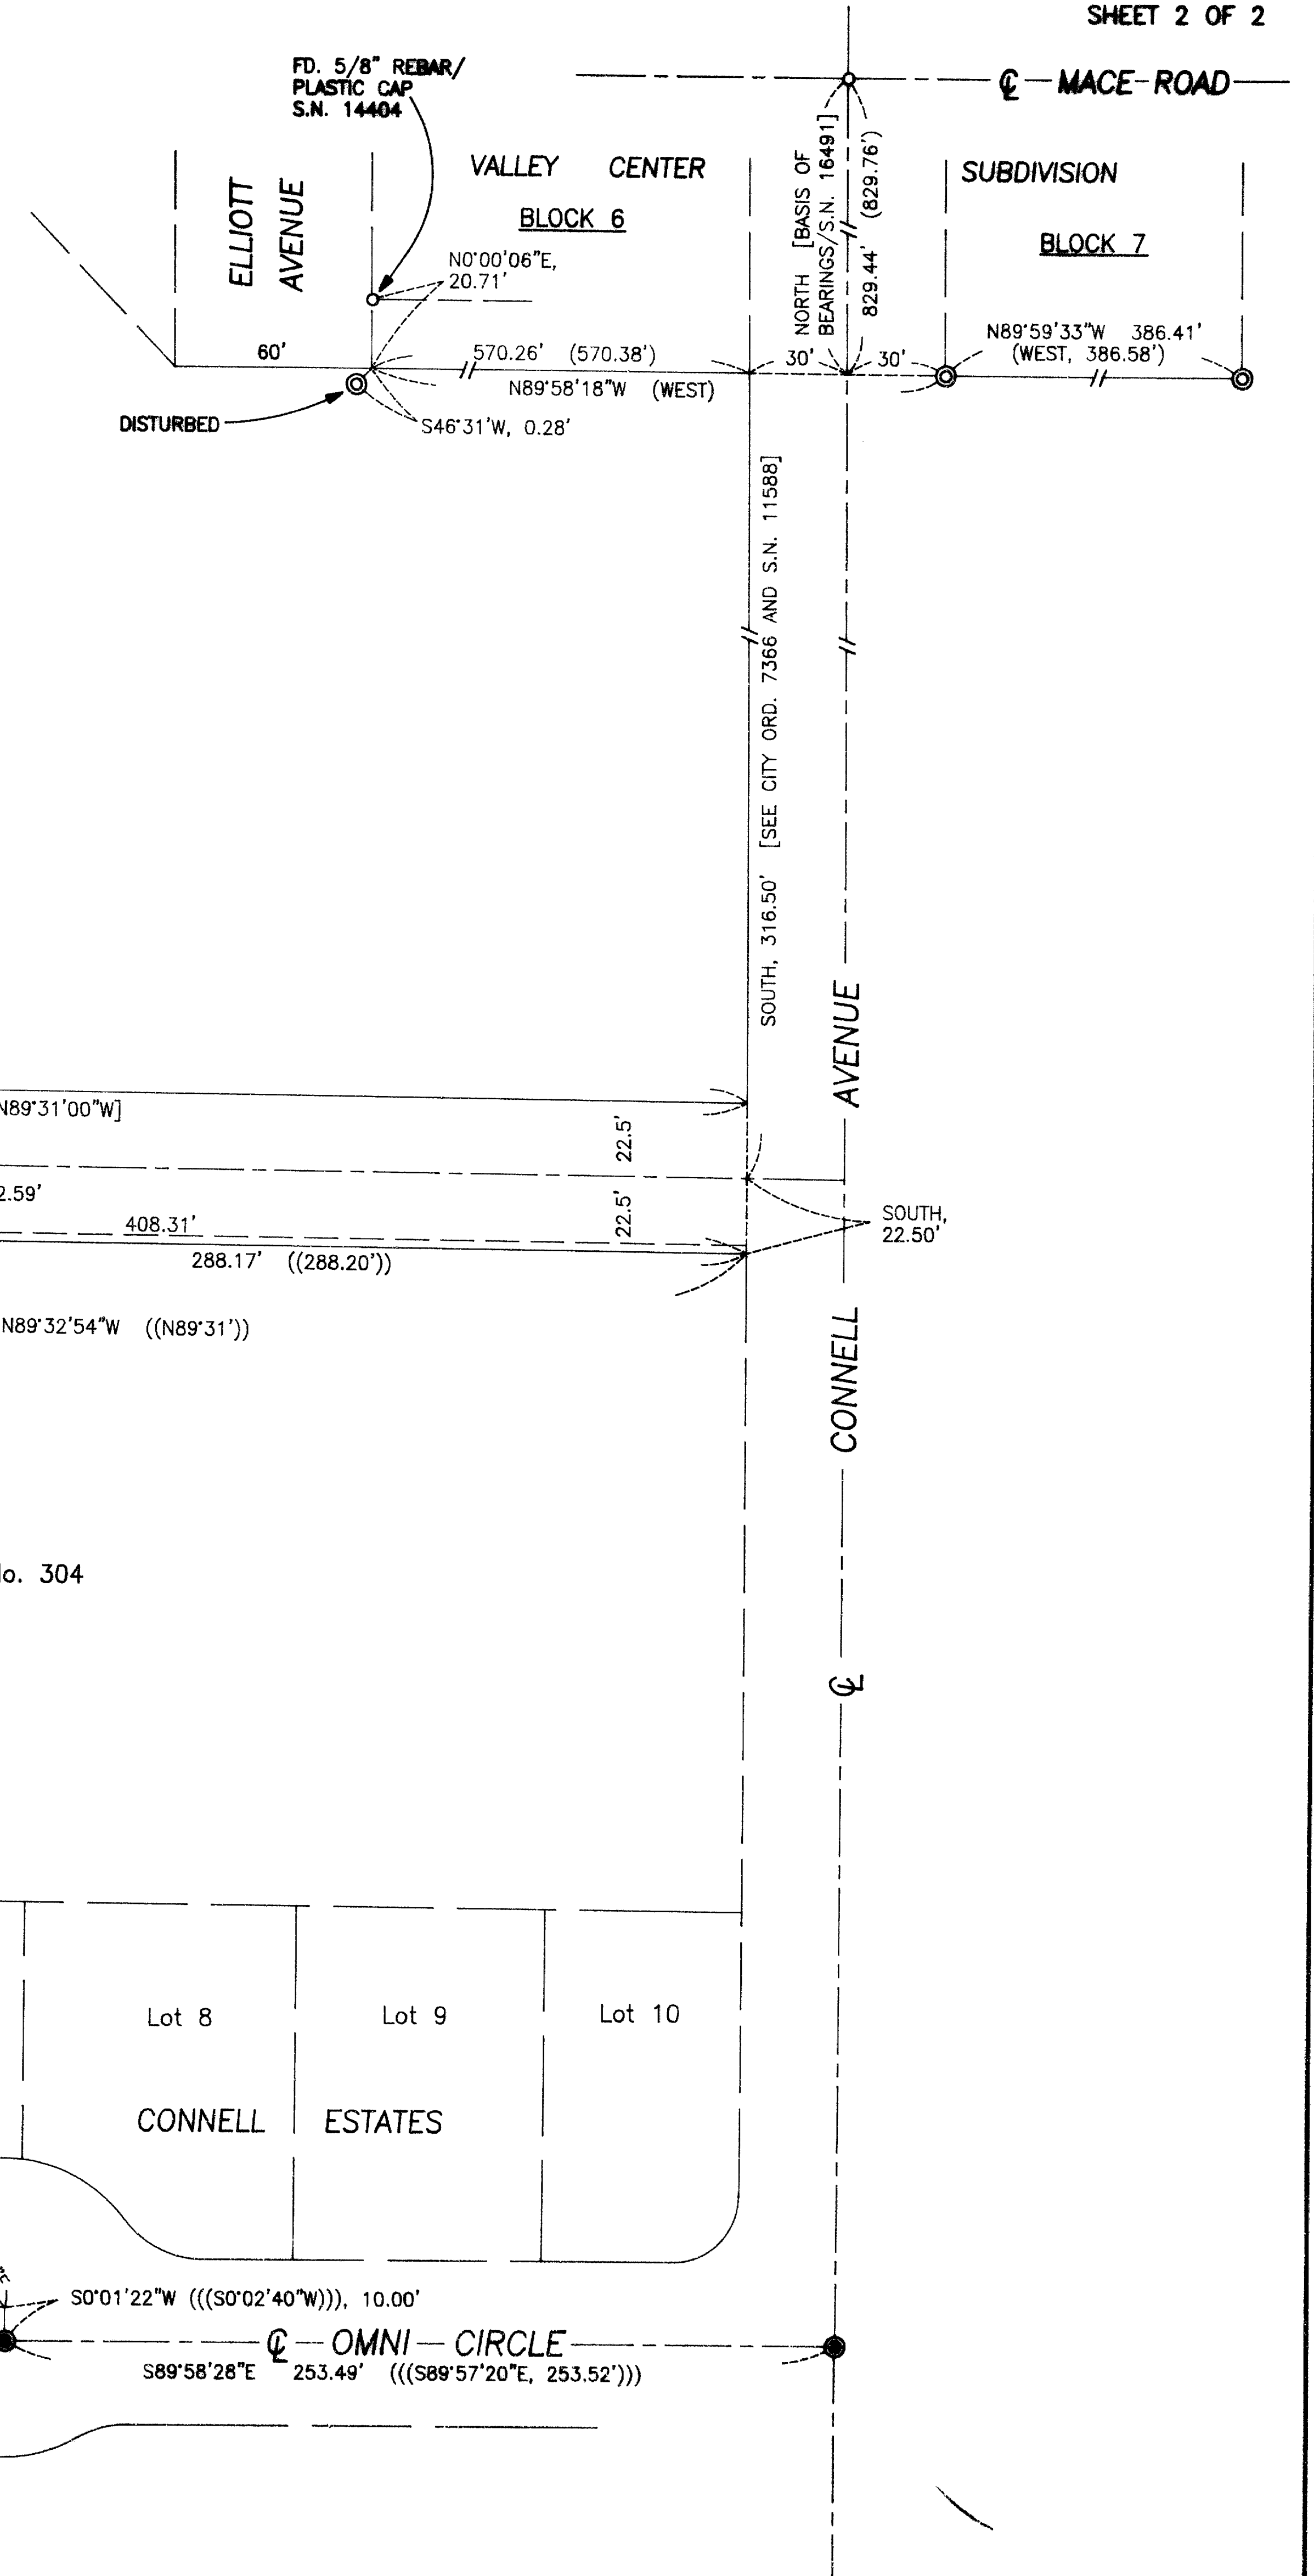 SHEET 2 OF 2
FD. 5/8" REBAR/
PLASTIC CAP
S.N. 14404
℄ MACE ROAD
ELLIOTT
AVENUE
VALLEY CENTER
BLOCK 6
NORTH [BASIS OF
BEARINGS/S.N. 16491]
829.44' (829.76')
SUBDIVISION
BLOCK 7
N0°00'06"E,
20.71'
60'
570.26' (570.38')
30'
30'
N89°59'33"W 386.41'
(WEST, 386.58')
N89°58'18"W (WEST)
DISTURBED
S46°31'W, 0.28'
SOUTH, 316.50' [SEE CITY ORD. 7366 AND S.N. 11588]
CONNELL AVENUE
N89°31'00"W]
22.5'
2.59'
408.31'
22.5'
SOUTH,
22.50'
288.17' ((288.20'))
N89°32'54"W ((N89°31'))
o. 304
℄
Lot 8
Lot 9
Lot 10
CONNELL ESTATES
S0°01'22"W (((S0°02'40"W))), 10.00'
℄ OMNI CIRCLE
S89°58'28"E 253.49' (((S89°57'20"E, 253.52')))